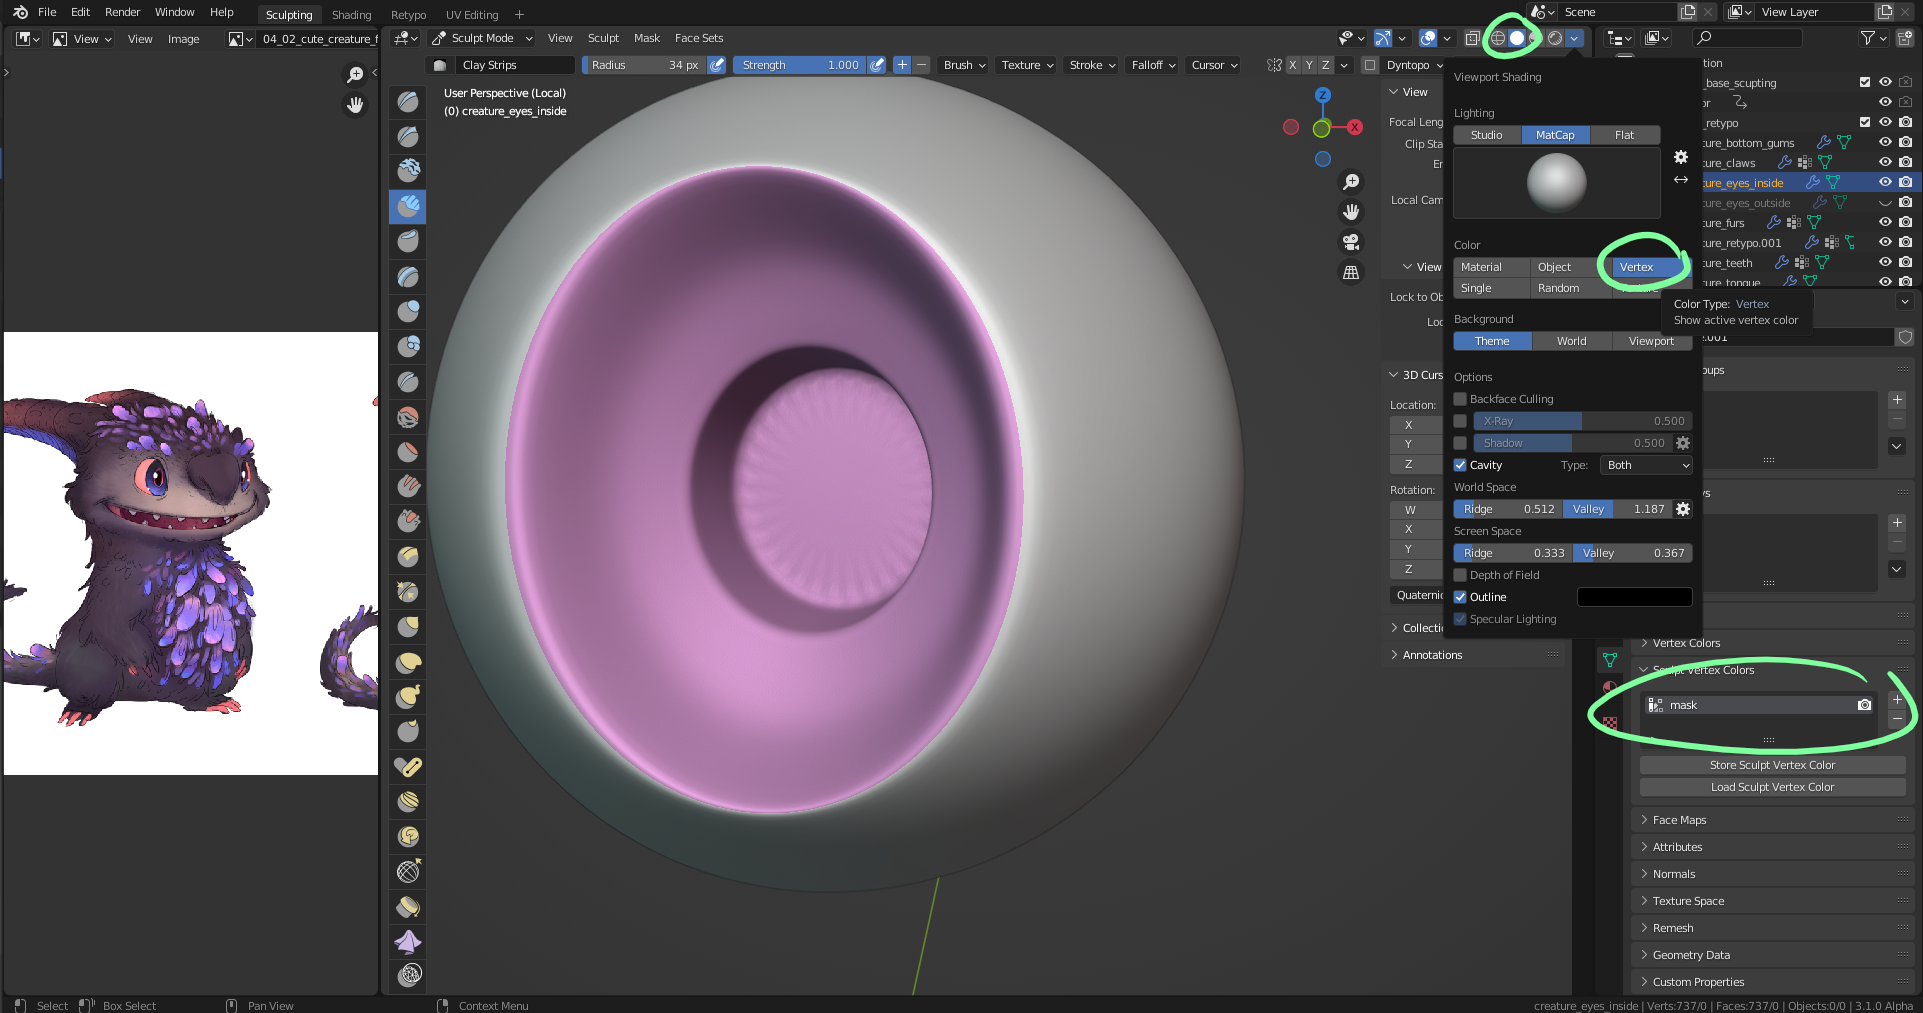 File Edit Render Window Help
Sculpting Shading Retypo UV Editing +
Scene
View Layer
View View Image
04_02_cute_creature_f
Sculpt Mode View Sculpt Mask Face Sets
Clay Strips
Radius 34 px
Strength 1.000
Brush Texture Stroke Falloff Cursor
X Y Z
Dyntopo
User Perspective (Local)
(0) creature_eyes_inside
Z
X
View
Focal Leng
Clip Sta
Er
Local Cam
View
Lock to Ob
Loc
3D Curs
Location:
X
Y
Z
Rotation:
W
X
Y
Z
Quaternic
Collecti
Annotations
Viewport Shading
Lighting
Studio MatCap Flat
Color
Material Object Vertex
Single Random
Color Type: Vertex
Show active vertex color
Background
Theme World Viewport
Options
Backface Culling
X-Ray 0.500
Shadow 0.500
Cavity Type: Both
World Space
Ridge 0.512 Valley 1.187
Screen Space
Ridge 0.333 Valley 0.367
Depth of Field
Outline
Specular Lighting
ction
_base_scupting
or
_retypo
ure_bottom_gums
ure_claws
ure_eyes_inside
ure_eyes_outside
ure_furs
ure_retypo.001
ure_teeth
ure_tongue
.001
oups
s
Vertex Colors
Sculpt Vertex Colors
mask
Store Sculpt Vertex Color
Load Sculpt Vertex Color
Face Maps
Attributes
Normals
Texture Space
Remesh
Geometry Data
Custom Properties
Select Box Select Pan View Context Menu
creature_eyes_inside | Verts:737/0 | Faces:737/0 | Objects:0/0 | 3.1.0 Alpha